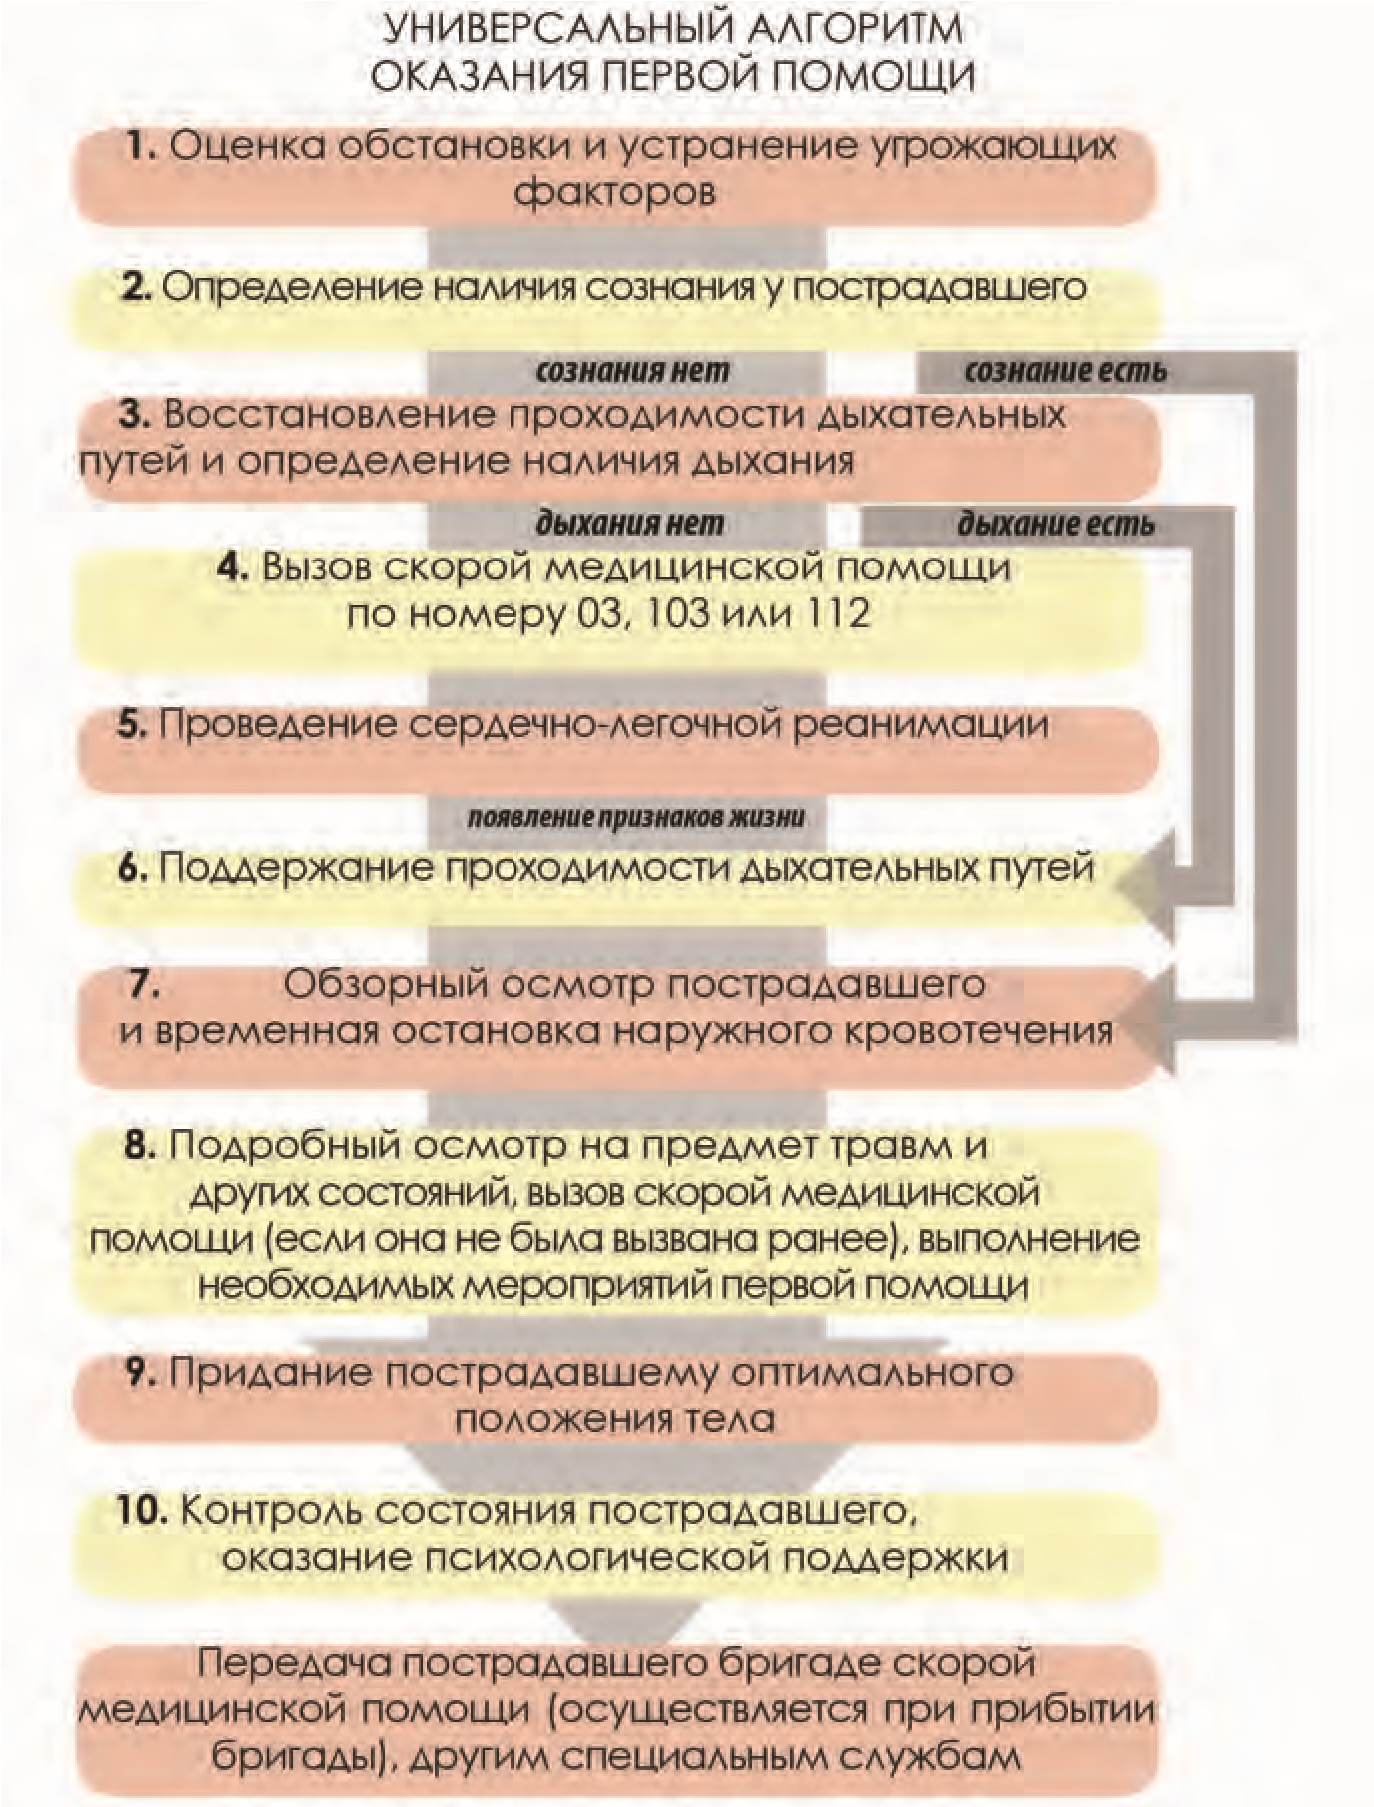 УНИВЕРСАЛЬНЫЙ АЛГОРИТМ
ОКАЗАНИЯ ПЕРВОЙ ПОМОЩИ
1. Оценка обстановки и устранение угрожающих
факторов
2. Определение наличия сознания у пострадавшего
сознания нет сознание есть
3. Восстановление проходимости дыхательных
путей и определение наличия дыхания
дыхания нет дыхание есть
4. Вызов скорой медицинской помощи
по номеру 03, 103 или 112
5. Проведение сердечно-легочной реанимации
появление признаков жизни
6. Поддержание проходимости дыхательных путей
7. Обзорный осмотр пострадавшего
и временная остановка наружного кровотечения
8. Подробный осмотр на предмет травм и
других состояний, вызов скорой медицинской
помощи (если она не была вызвана ранее), выполнение
необходимых мероприятий первой помощи
9. Придание пострадавшему оптимального
положения тела
10. Контроль состояния пострадавшего,
оказание психологической поддержки
Передача пострадавшего бригаде скорой
медицинской помощи (осуществляется при прибытии
бригады), другим специальным службам